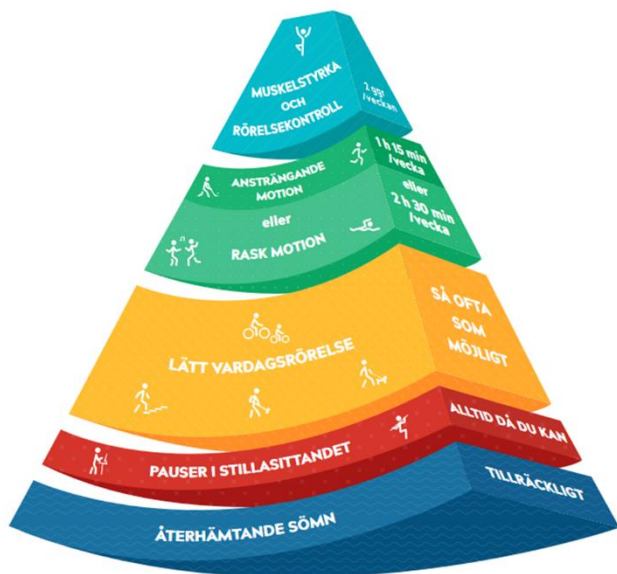 MUSKELSTYRKA
OCH
RÖRELSEKONTROLL
2 ggr
/veckan
ANSTRÄNGANDE
MOTION
1 h 15 min
/vecka
eller
eller
RASK MOTION
2 h 30 min
/vecka
LÄTT VARDAGSRÖRELSE
SÅ OFTA
SOM
MÖJLIGT
PAUSER I STILLASITTANDET
ALLTID DÅ DU KAN
ÅTERHÄMTANDE SÖMN
TILLRÄCKLIGT